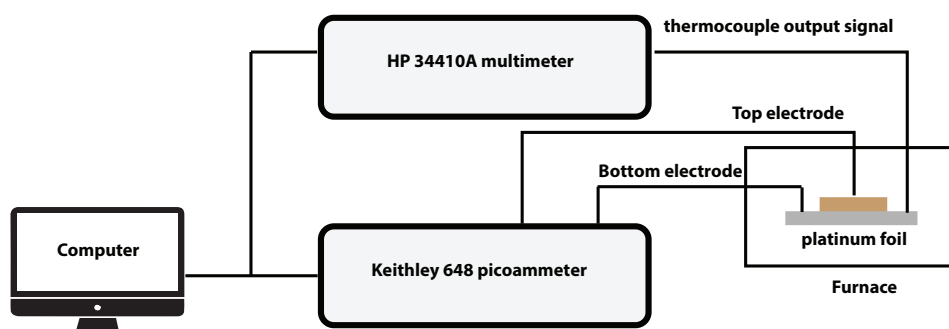 thermocouple output signal
HP 34410A multimeter
Top electrode
Bottom electrode
Computer
platinum foil
Keithley 648 picoammeter
Furnace